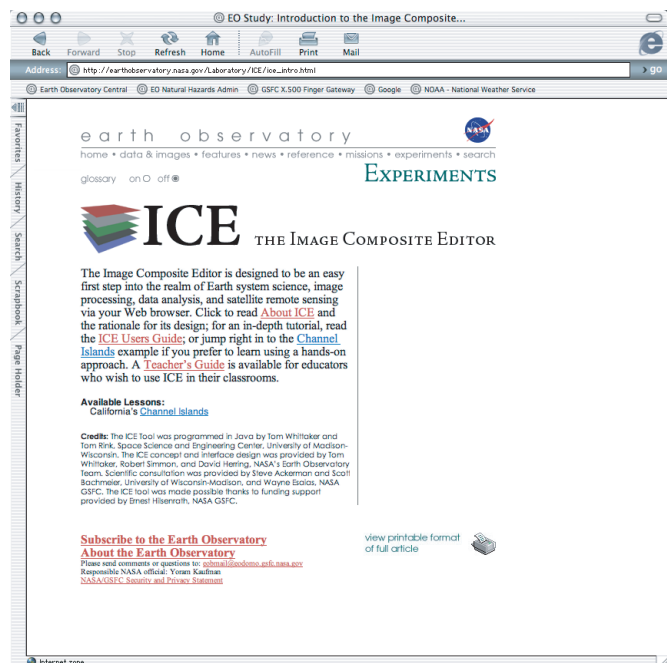 @ EO Study: Introduction to the Image Composite...
Back Forward Stop Refresh Home AutoFill Print Mail
Address: @ http://earthobservatory.nasa.gov/Laboratory/ICE/ice_intro.html › go
@ Earth Observatory Central @ EO Natural Hazards Admin @ GSFC X.500 Finger Gateway @ Google @ NOAA - National Weather Service
Favorites
History
Search
Scrapbook
Page Holder
earth observatory
NASA
home • data & images • features • news • reference • missions • experiments • search
glossary on off
EXPERIMENTS
ICE THE IMAGE COMPOSITE EDITOR
The Image Composite Editor is designed to be an easy
first step into the realm of Earth system science, image
processing, data analysis, and satellite remote sensing
via your Web browser. Click to read About ICE and
the rationale for its design; for an in-depth tutorial, read
the ICE Users Guide; or jump right in to the Channel
Islands example if you prefer to learn using a hands-on
approach. A Teacher's Guide is available for educators
who wish to use ICE in their classrooms.
Available Lessons:
California's Channel Islands
Credits: The ICE Tool was programmed in Java by Tom Whittaker and
Tom Rink, Space Science and Engineering Center, University of Madison-
Wisconsin. The ICE concept and interface design was provided by Tom
Whittaker, Robert Simmon, and David Herring, NASA's Earth Observatory
Team. Scientific consultation was provided by Steve Ackerman and Scott
Bachmeier, University of Wisconsin-Madison, and Wayne Esaias, NASA
GSFC. The ICE tool was made possible thanks to funding support
provided by Ernest Hilsenrath, NASA GSFC.
Subscribe to the Earth Observatory
About the Earth Observatory
Please send comments or questions to: eobmail@eodomo.gsfc.nasa.gov
Responsible NASA official: Yoram Kaufman
NASA/GSFC Security and Privacy Statement
view printable format
of full article
Internet zone